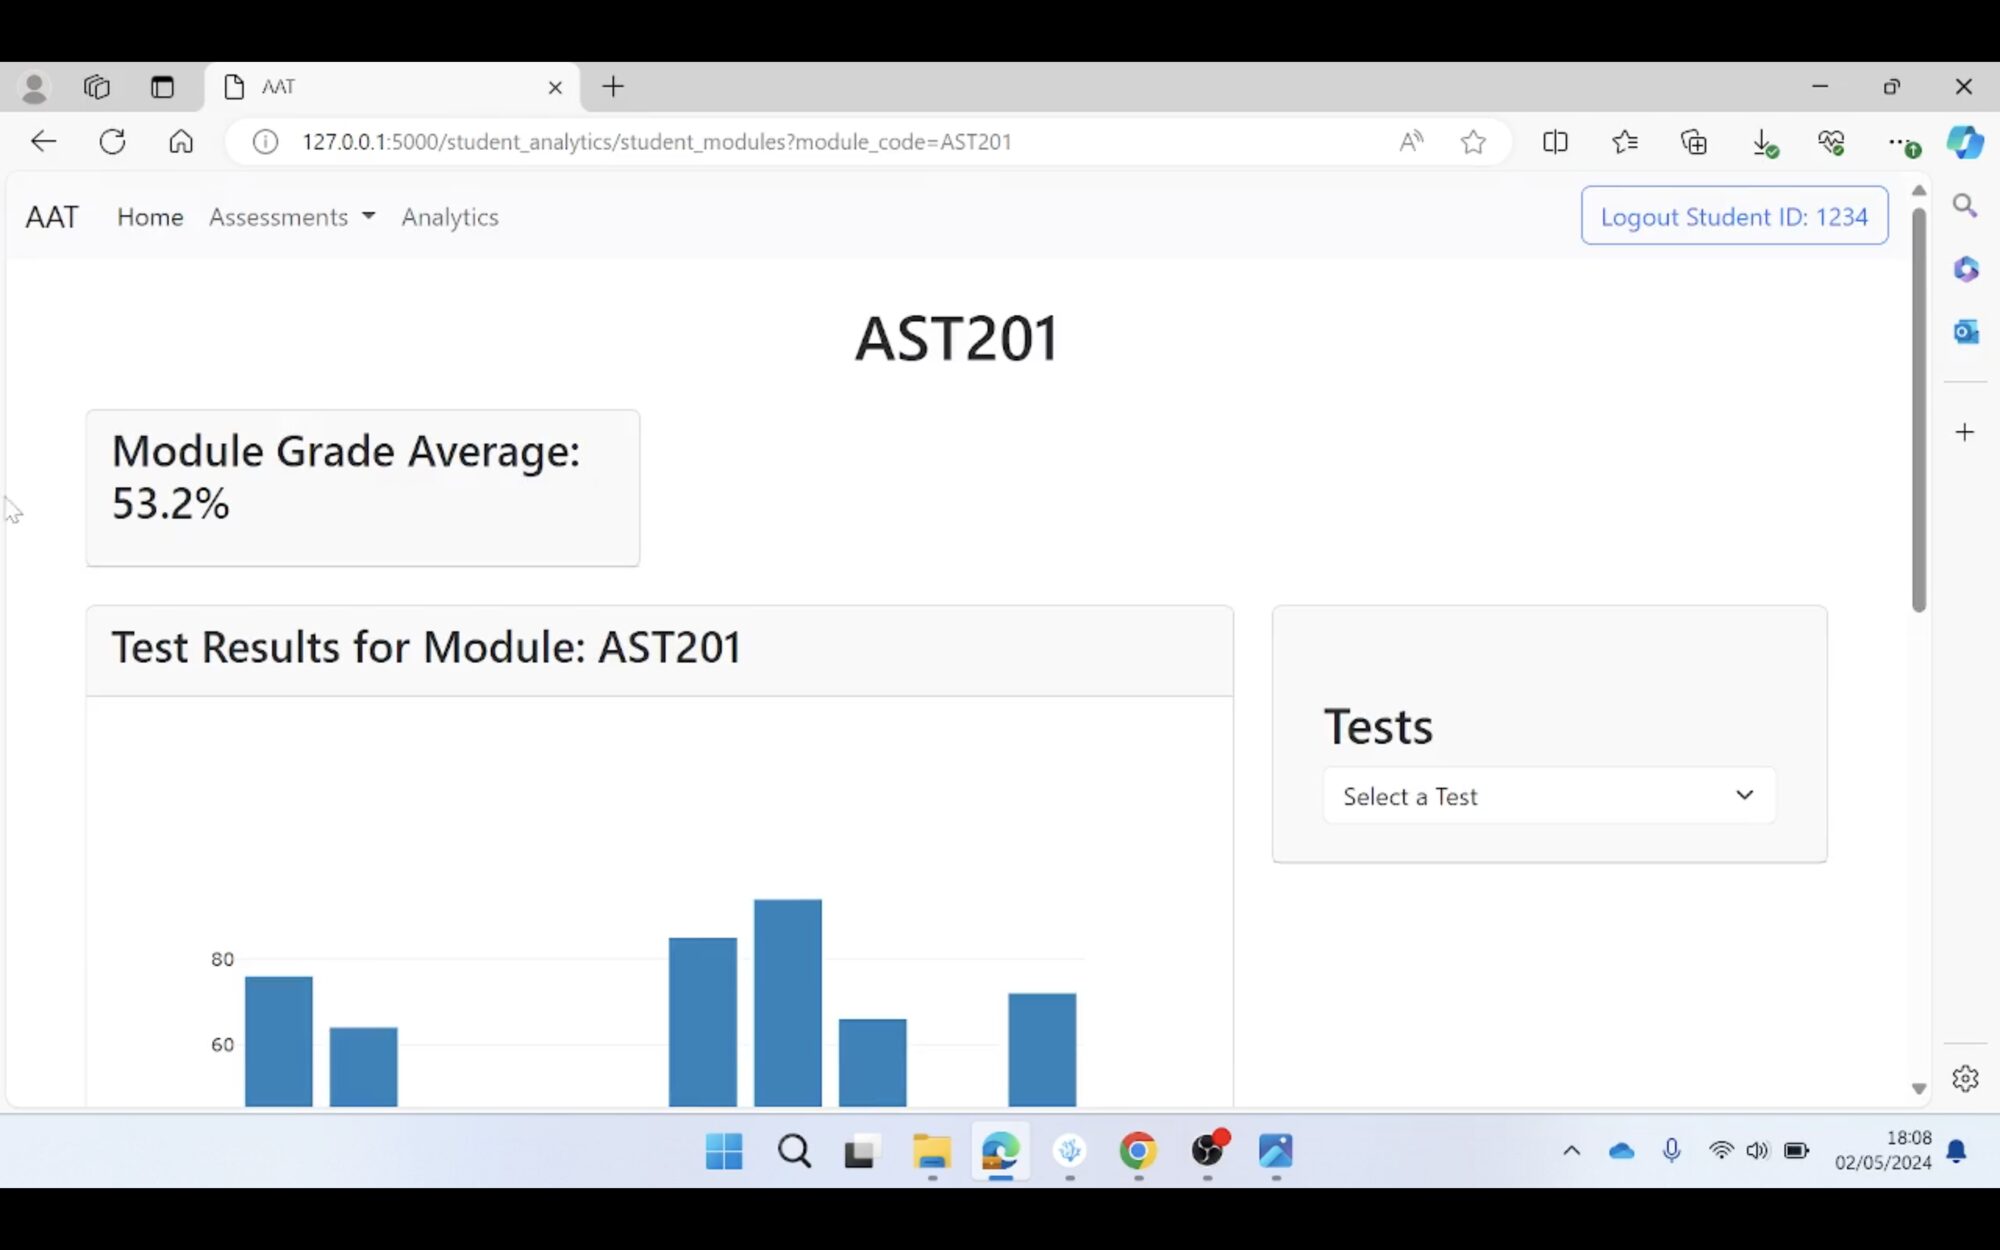 AAT
127.0.0.1:5000/student_analytics/student_modules?module_code=AST201
AAT Home Assessments Analytics Logout Student ID: 1234
AST201
Module Grade Average:
53.2%
Test Results for Module: AST201
Tests
Select a Test
80
60
18:08
02/05/2024